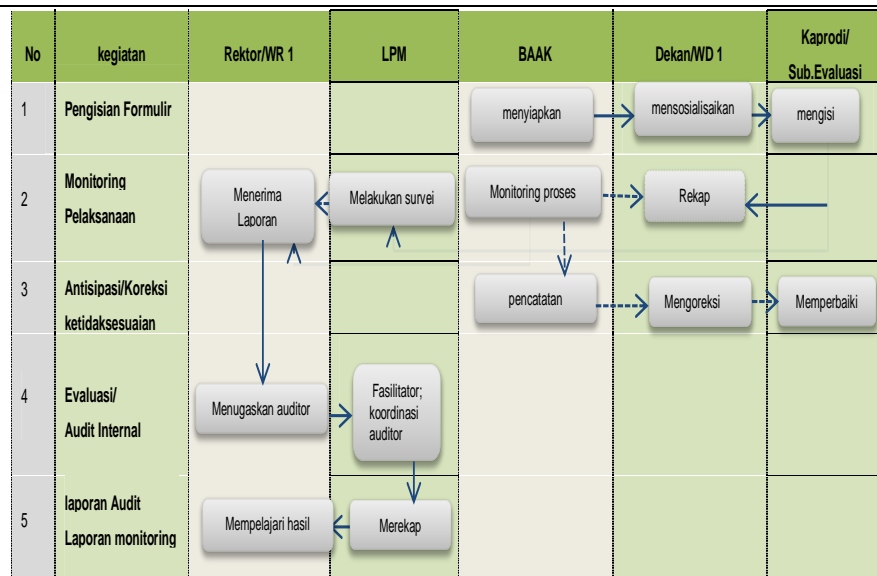 No
kegiatan
Rektor/WR 1
LPM
BAAK
Dekan/WD 1
Kaprodi/
Sub.Evaluasi
1
Pengisian Formulir
menyiapkan
mensosialisaikan
mengisi
2
Monitoring
Pelaksanaan
Menerima
Laporan
Melakukan survei
Monitoring proses
Rekap
3
Antisipasi/Koreksi
ketidaksesuaian
pencatatan
Mengoreksi
Memperbaiki
4
Evaluasi/
Audit Internal
Menugaskan auditor
Fasilitator;
koordinasi
auditor
5
laporan Audit
Laporan monitoring
Mempelajari hasil
Merekap